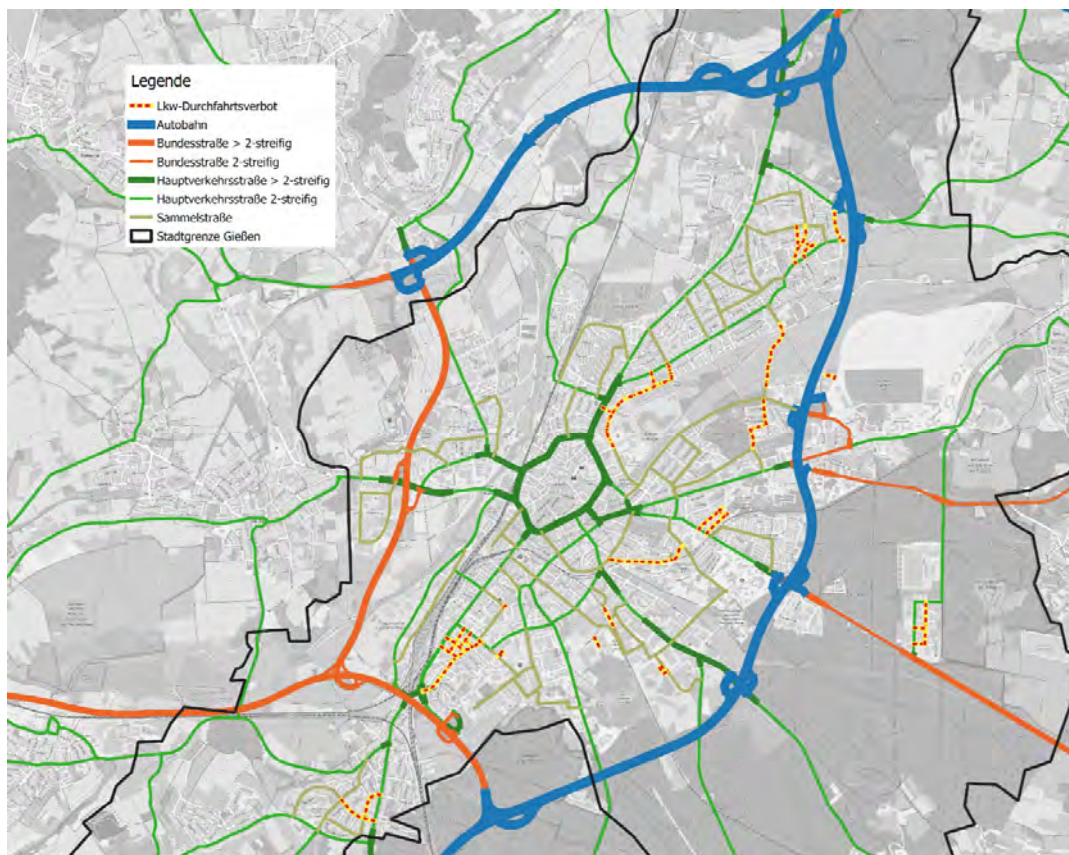 Legende
Lkw-Durchfahrtsverbot
Autobahn
Bundesstraße > 2-streifig
Bundesstraße 2-streifig
Hauptverkehrsstraße > 2-streifig
Hauptverkehrsstraße 2-streifig
Sammelstraße
Stadtgrenze Gießen